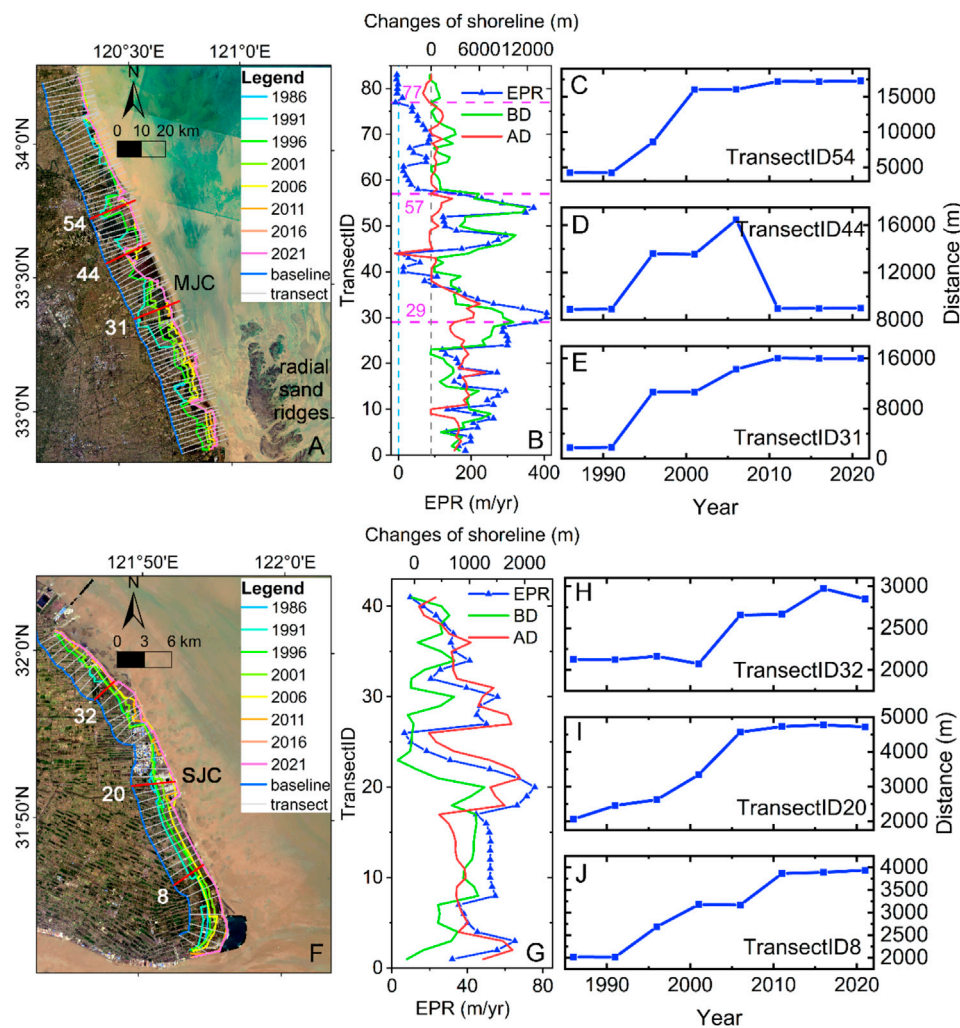 Changes of shoreline (m)
120°30'E 121°0'E
0 6000 12000
N
Legend
1986
1991
1996
2001
2006
2011
2016
2021
baseline
transect
0 10 20 km
34°0'N
33°30'N
33°0'N
54
44
31
MJC
radial
sand
ridges
A
TransectID
80
70
60
50
40
30
20
10
0
77
57
29
EPR
BD
AD
B
0 200 400
EPR (m/yr)
C
TransectID54
15000
10000
5000
D
TransectID44
16000
12000
8000
Distance (m)
E
TransectID31
16000
8000
0
1990 2000 2010 2020
Year
Changes of shoreline (m)
121°50'E 122°0'E
0 500 1000 1500 2000
N
Legend
1986
1991
1996
2001
2006
2011
2016
2021
baseline
transect
0 3 6 km
32°0'N
31°50'N
32
20
8
SJC
F
TransectID
40
30
20
10
0
EPR
BD
AD
G
0 40 80
EPR (m/yr)
H
TransectID32
3000
2500
2000
I
TransectID20
5000
4000
3000
2000
Distance (m)
J
TransectID8
4000
3500
3000
2500
2000
1990 2000 2010 2020
Year